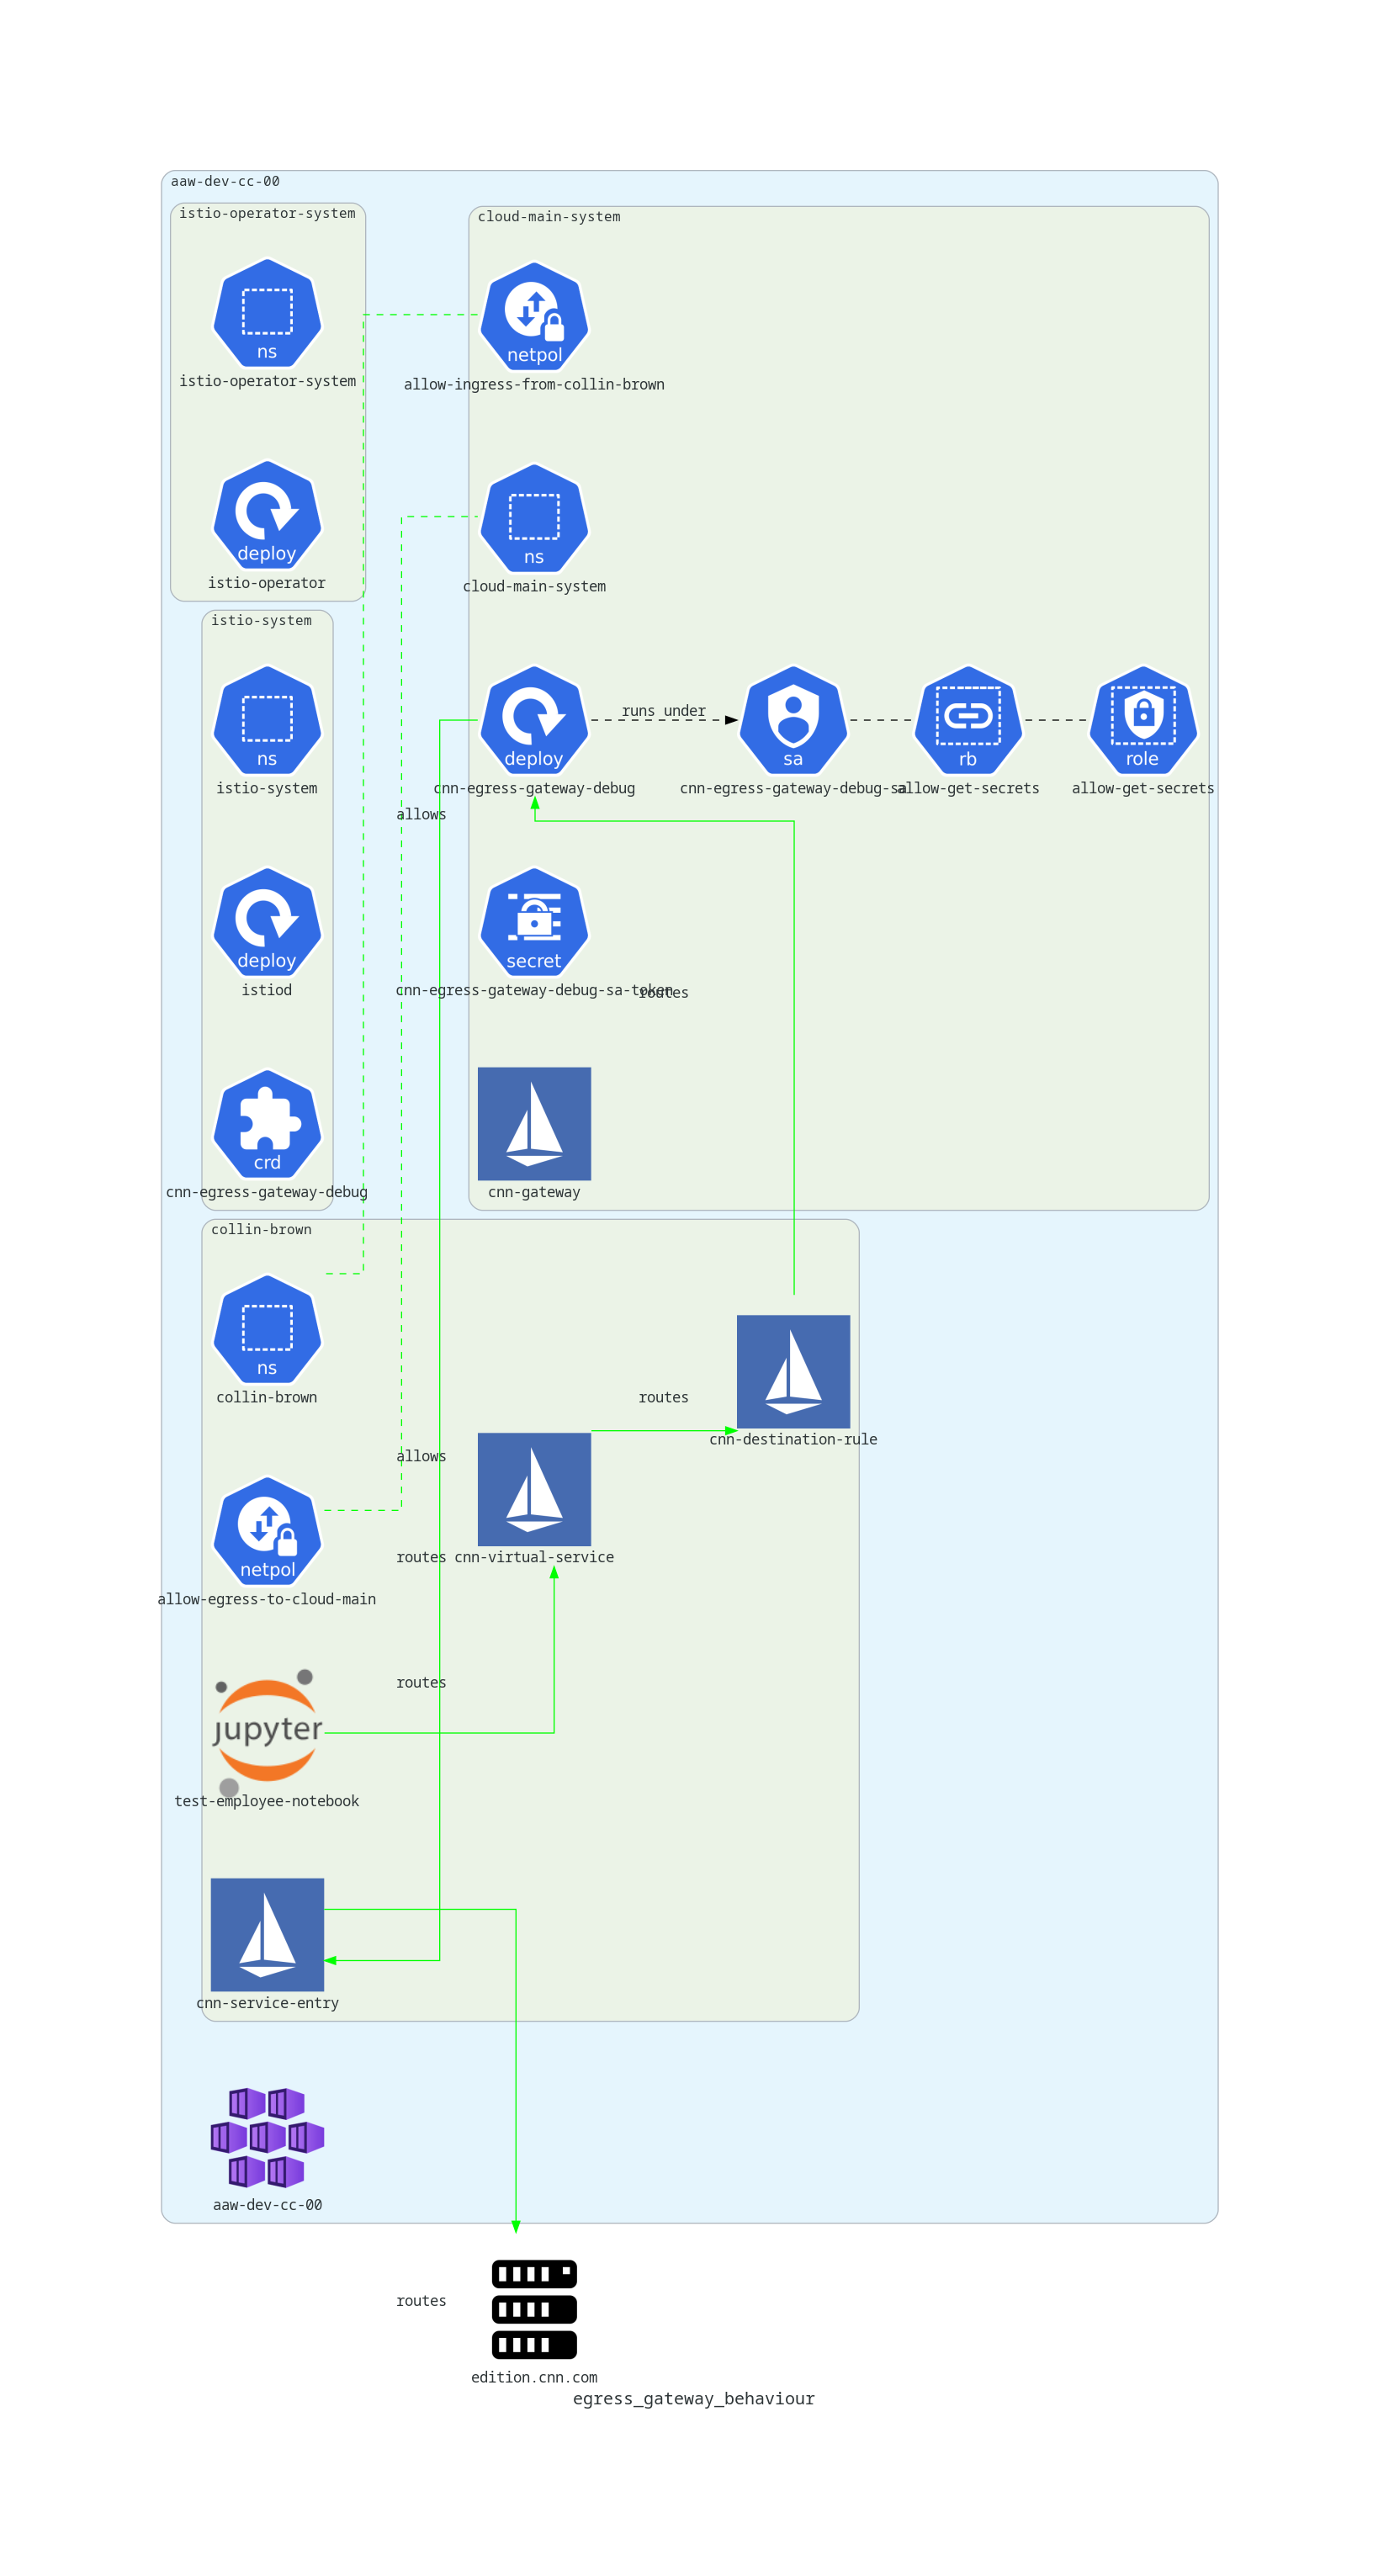 aaw-dev-cc-00
istio-operator-system
ns
istio-operator-system
deploy
istio-operator
cloud-main-system
netpol
allow-ingress-from-collin-brown
ns
cloud-main-system
deploy
cnn-egress-gateway-debug
runs under
sa
cnn-egress-gateway-debug-sa
rb
allow-get-secrets
role
allow-get-secrets
allows
secret
cnn-egress-gateway-debug-sa-token
routes
cnn-gateway
istio-system
ns
istio-system
deploy
istiod
crd
cnn-egress-gateway-debug
collin-brown
ns
collin-brown
routes
cnn-destination-rule
allows
netpol
allow-egress-to-cloud-main
routes
cnn-virtual-service
routes
jupyter
test-employee-notebook
cnn-service-entry
aaw-dev-cc-00
routes
edition.cnn.com
egress_gateway_behaviour